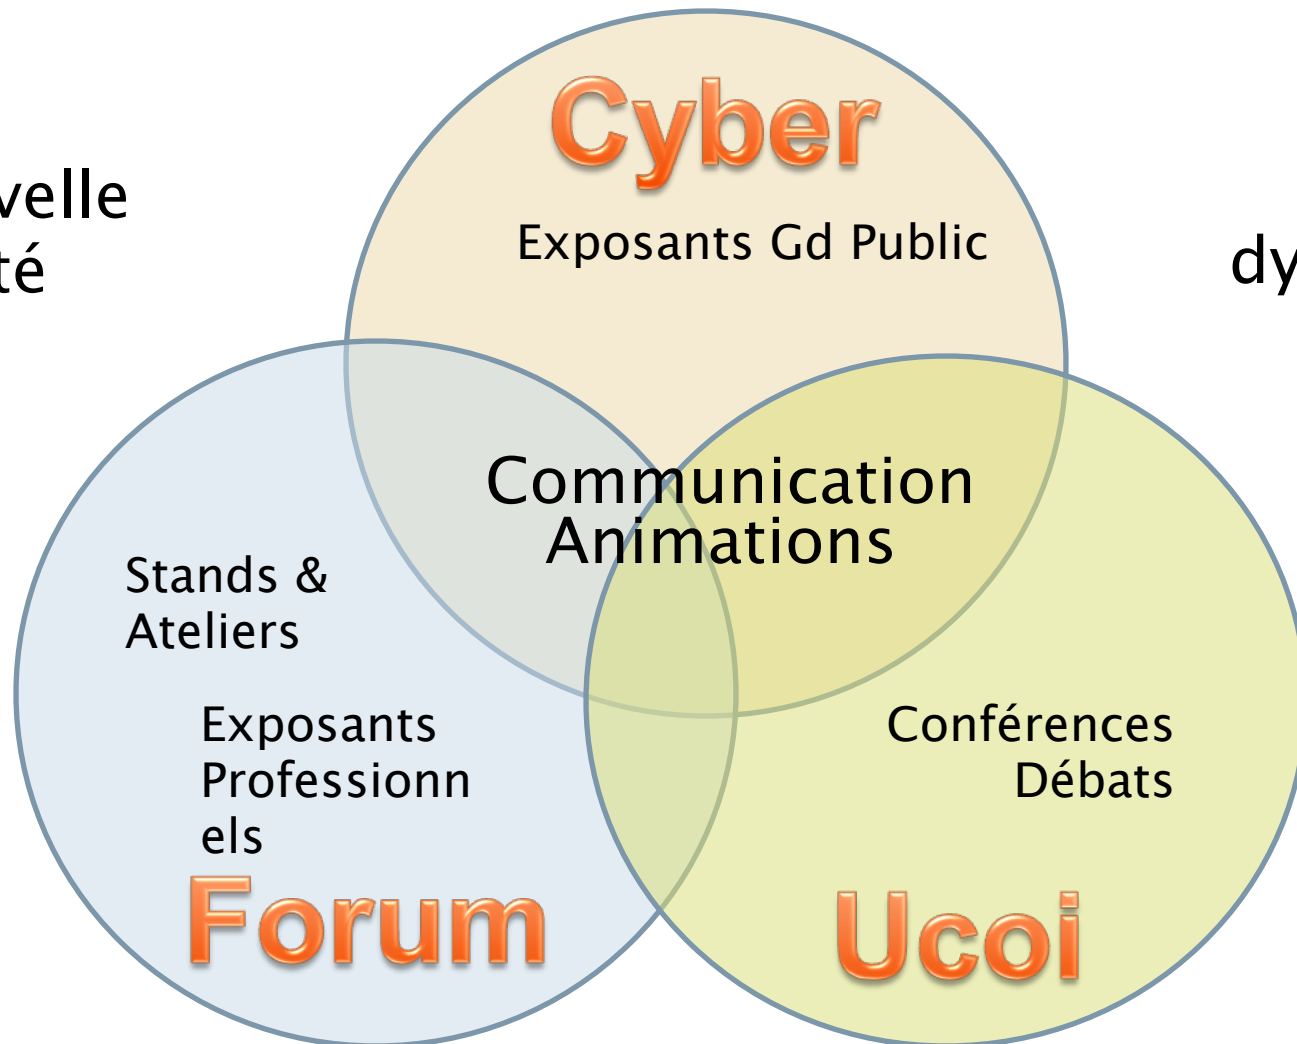 Cyber
Exposants Gd Public
velle
té
dy
Communication
Animations
Stands &
Ateliers
Exposants
Professionn
els
Forum
Conférences
Débats
Ucoi